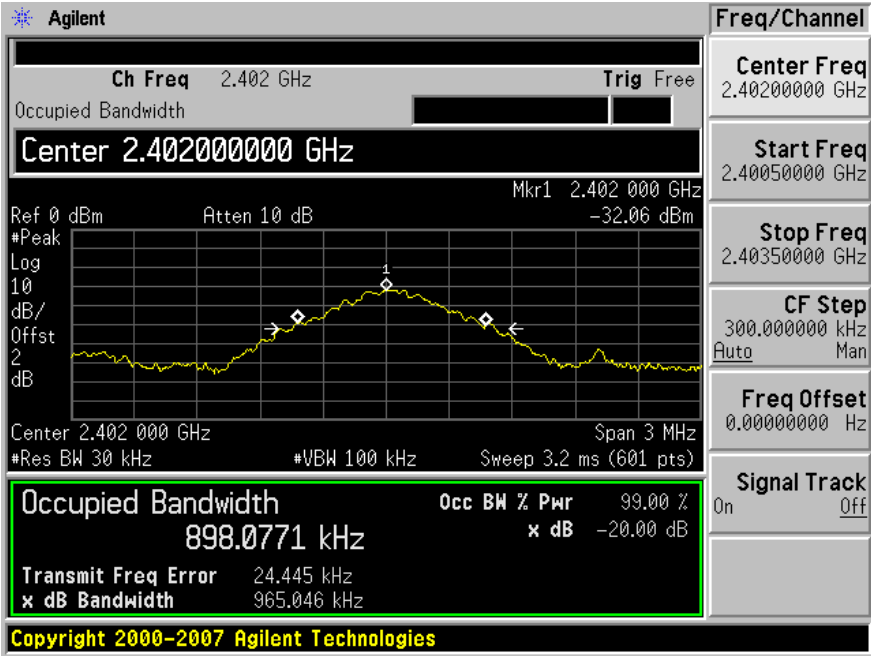 Agilent
Freq/Channel
Ch Freq 2.402 GHz Trig Free
Occupied Bandwidth
Center 2.402000000 GHz
Mkr1 2.402 000 GHz
Ref 0 dBm Atten 10 dB -32.06 dBm
#Peak
Log
10
dB/
Offst
2
dB
1
Center 2.402 000 GHz Span 3 MHz
#Res BW 30 kHz #VBW 100 kHz Sweep 3.2 ms (601 pts)
Occupied Bandwidth
898.0771 kHz
Occ BW % Pwr 99.00 %
x dB -20.00 dB
Transmit Freq Error 24.445 kHz
x dB Bandwidth 965.046 kHz
Center Freq
2.40200000 GHz
Start Freq
2.40050000 GHz
Stop Freq
2.40350000 GHz
CF Step
300.000000 kHz
Auto Man
Freq Offset
0.00000000 Hz
Signal Track
On Off
Copyright 2000-2007 Agilent Technologies